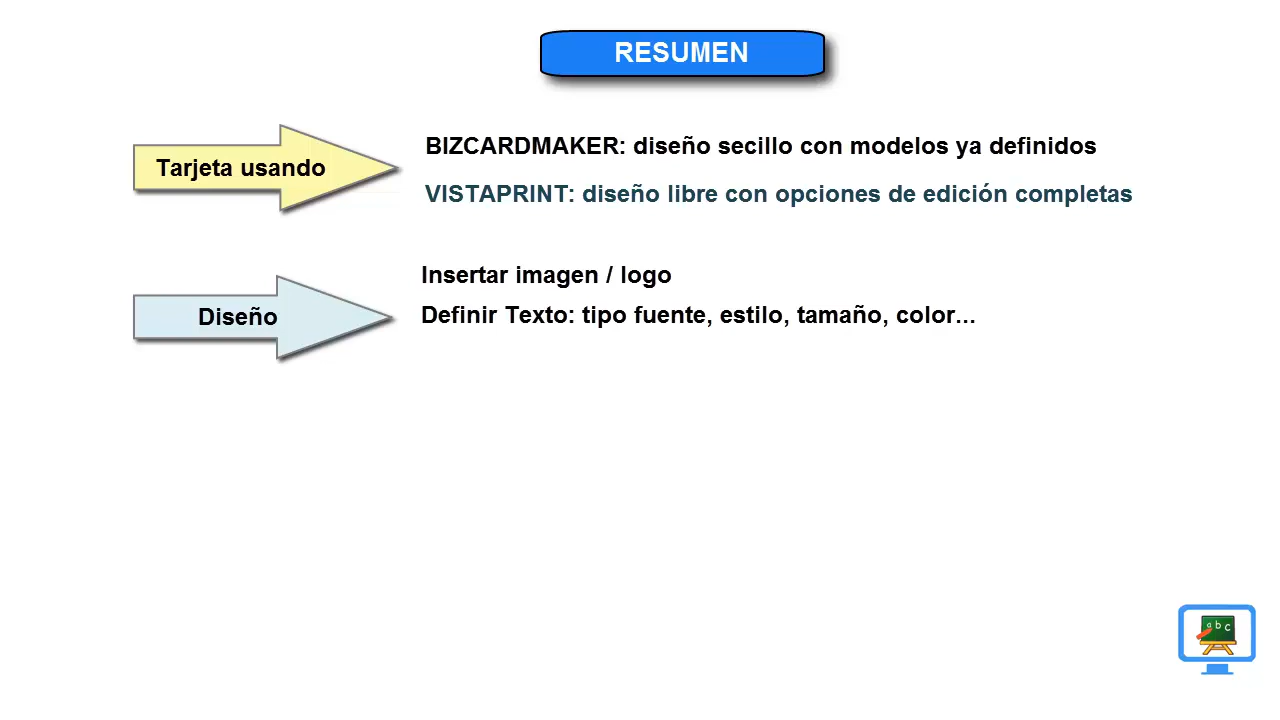 RESUMEN
Tarjeta usando
BIZCARDMAKER: diseño secillo con modelos ya definidos
VISTAPRINT: diseño libre con opciones de edición completas
Diseño
Insertar imagen / logo
Definir Texto: tipo fuente, estilo, tamaño, color...
a b c